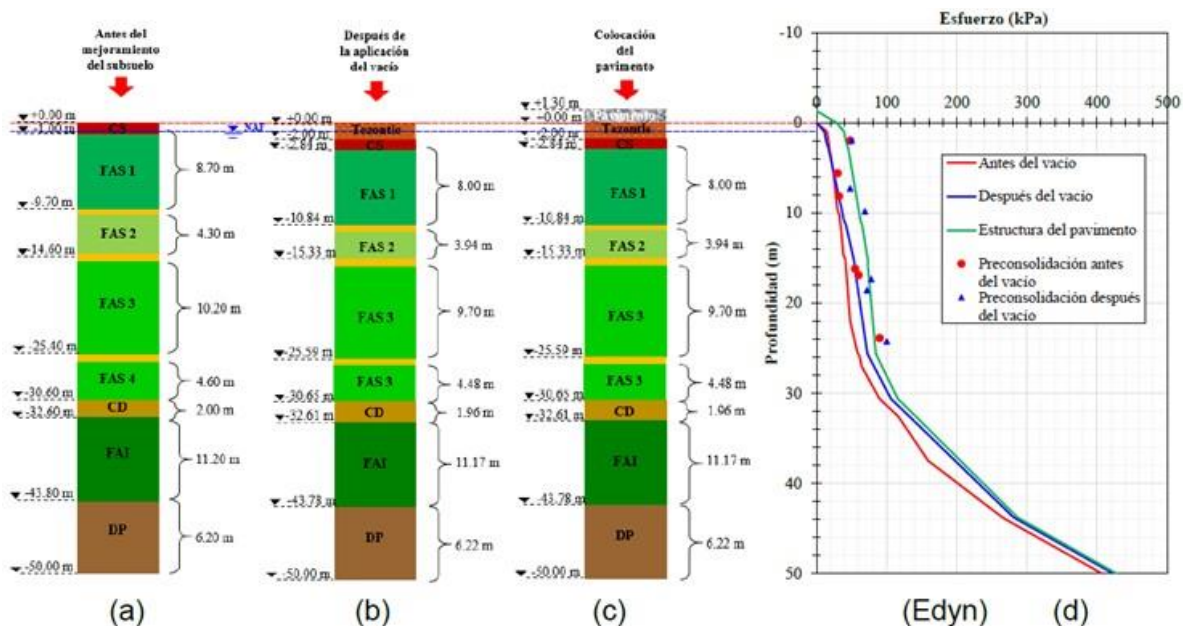 Antes del
mejoramiento
del subsuelo
+0.00 m
-1.00 m
CS
NAF
FAS 1
8.70 m
-9.70 m
FAS 2
4.30 m
-14.60 m
FAS 3
10.20 m
-25.40 m
FAS 4
4.60 m
-30.60 m
CD
2.00 m
-32.60 m
FAI
11.20 m
-43.80 m
DP
6.20 m
-50.00 m
(a)
Después de
la aplicación
del vacío
+0.00 m
Tezontle
-2.00 m
-2.84 m
CS
FAS 1
8.00 m
-10.84 m
FAS 2
3.94 m
-15.33 m
FAS 3
9.70 m
-25.59 m
FAS 3
4.48 m
-30.65 m
CD
1.96 m
-32.61 m
FAI
11.17 m
-43.78 m
DP
6.22 m
-50.00 m
(b)
Colocación
del
pavimento
+1.30 m
+0.00 m
Tezontle
-2.00 m
-2.84 m
CS
FAS 1
8.00 m
-10.84 m
FAS 2
3.94 m
-15.33 m
FAS 3
9.70 m
-25.59 m
FAS 3
4.48 m
-30.65 m
CD
1.96 m
-32.61 m
FAI
11.17 m
-43.78 m
DP
6.22 m
-50.00 m
(c)
Esfuerzo (kPa)
-10
0 100 200 300 400 500
0
10
20
30
40
50
Profundidad (m)
Antes del vacío
Después del vacío
Estructura del pavimento
Preconsolidación antes
del vacío
Preconsolidación después
del vacío
(Edyn) (d)